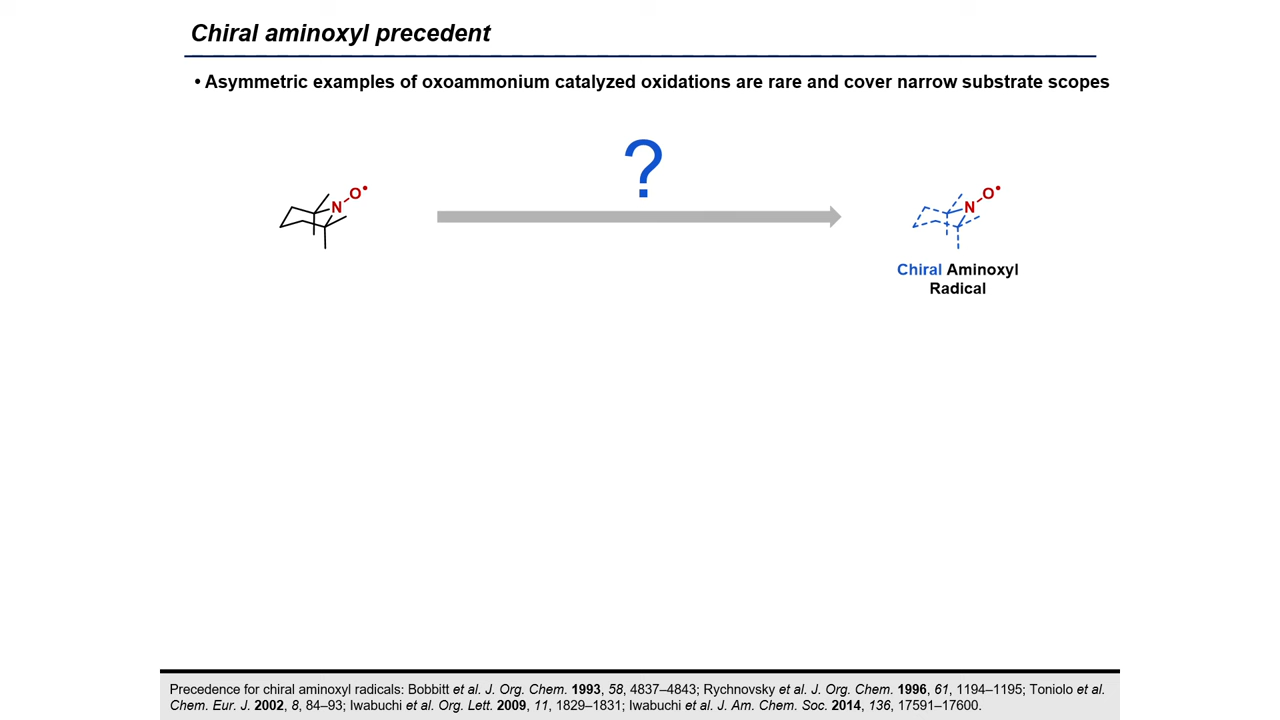 Chiral aminoxyl precedent
• Asymmetric examples of oxoammonium catalyzed oxidations are rare and cover narrow substrate scopes
?
N O•
N O•
Chiral Aminoxyl
Radical
Precedence for chiral aminoxyl radicals: Bobbitt et al. J. Org. Chem. 1993, 58, 4837–4843; Rychnovsky et al. J. Org. Chem. 1996, 61, 1194–1195; Toniolo et al.
Chem. Eur. J. 2002, 8, 84–93; Iwabuchi et al. Org. Lett. 2009, 11, 1829–1831; Iwabuchi et al. J. Am. Chem. Soc. 2014, 136, 17591–17600.